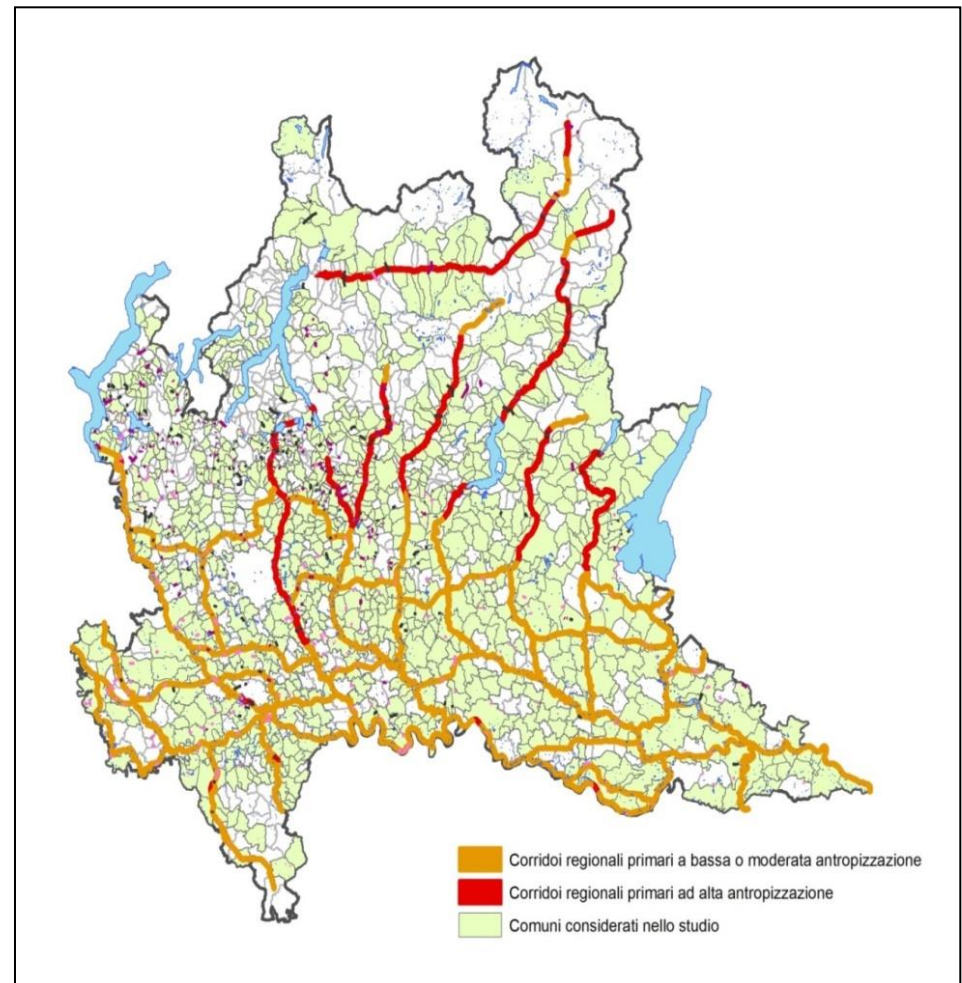 Corridoi regionali primari a bassa o moderata antropizzazione
Corridoi regionali primari ad alta antropizzazione
Comuni considerati nello studio